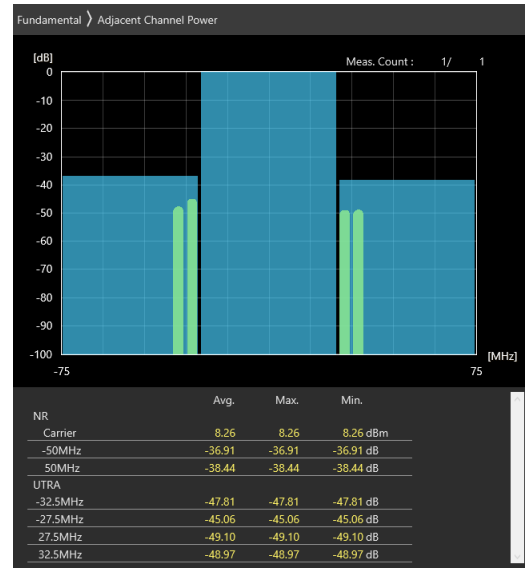 Fundamental 〉 Adjacent Channel Power
[dB]
Meas. Count : 1/ 1
0
-10
-20
-30
-40
-50
-60
-70
-80
-90
-100
[MHz]
-75 75
Avg. Max. Min.
NR
Carrier 8.26 8.26 8.26 dBm
-50MHz -36.91 -36.91 -36.91 dB
50MHz -38.44 -38.44 -38.44 dB
UTRA
-32.5MHz -47.81 -47.81 -47.81 dB
-27.5MHz -45.06 -45.06 -45.06 dB
27.5MHz -49.10 -49.10 -49.10 dB
32.5MHz -48.97 -48.97 -48.97 dB